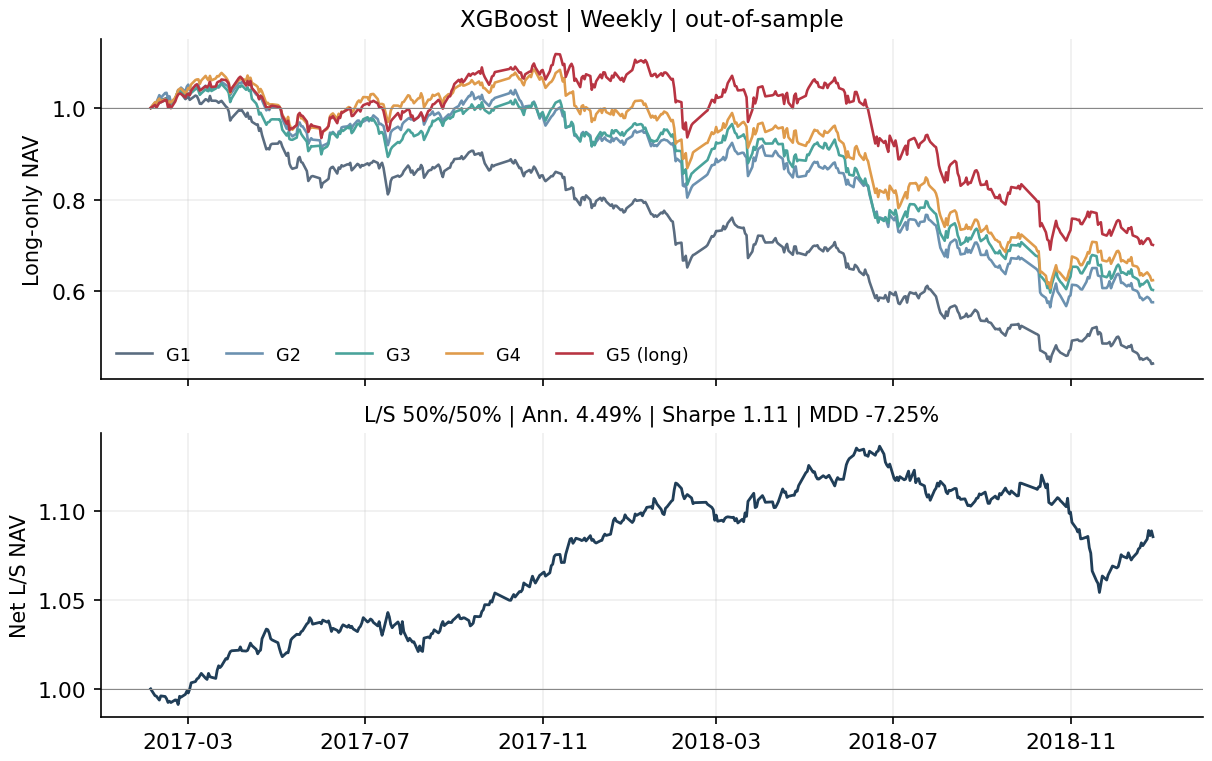 XGBoost | Weekly | out-of-sample
Long-only NAV
1.0
0.8
0.6
G1 G2 G3 G4 G5 (long)
L/S 50%/50% | Ann. 4.49% | Sharpe 1.11 | MDD -7.25%
Net L/S NAV
1.10
1.05
1.00
2017-03 2017-07 2017-11 2018-03 2018-07 2018-11